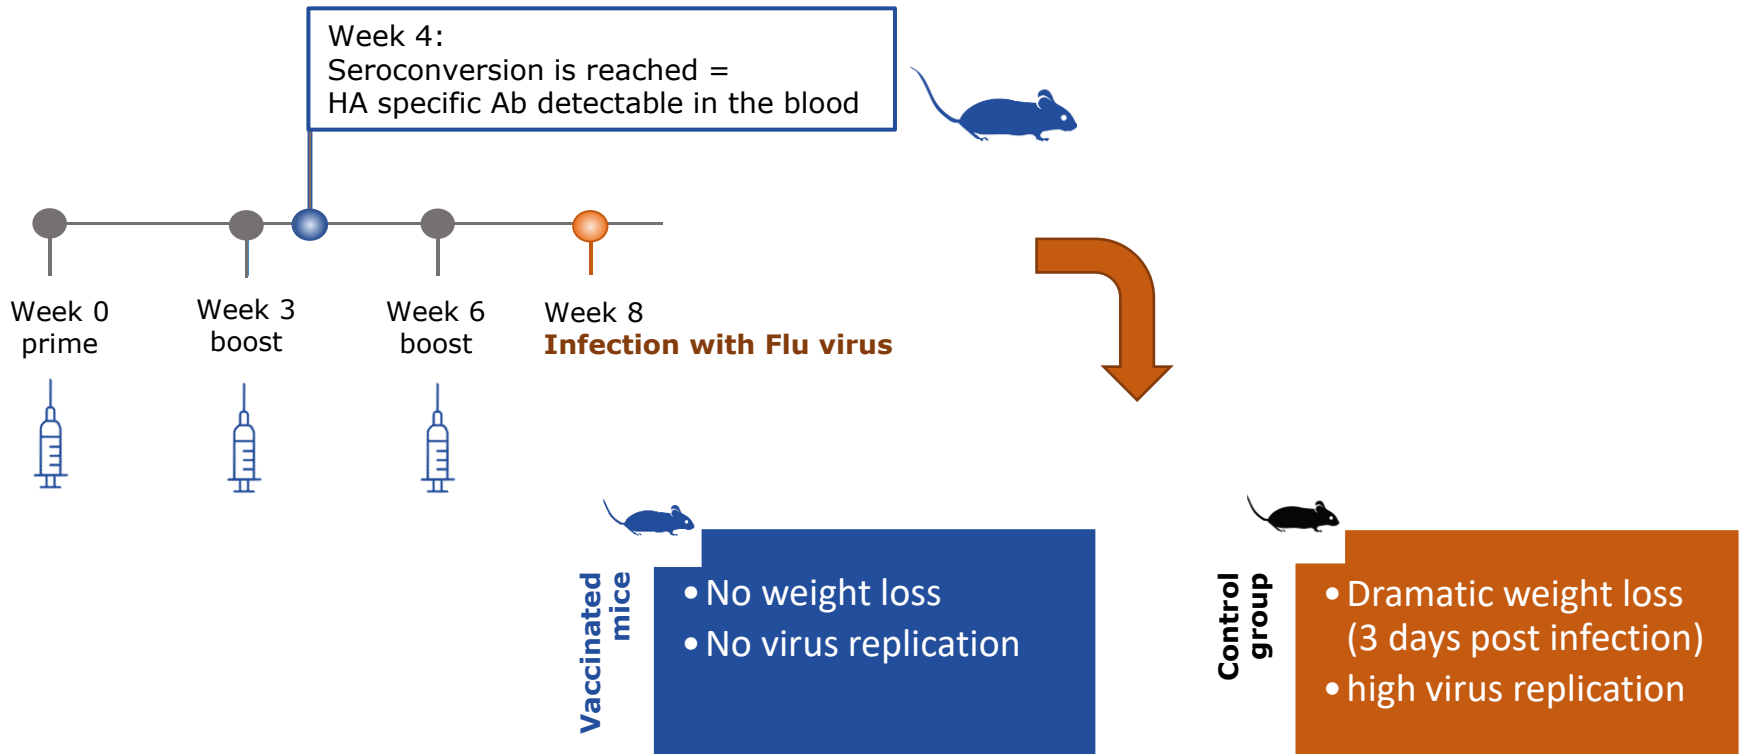 Week 4:
Seroconversion is reached =
HA specific Ab detectable in the blood
Week 0
prime
Week 3
boost
Week 6
boost
Week 8
Infection with Flu virus
Vaccinated
mice
• No weight loss
• No virus replication
Control
group
• Dramatic weight loss
(3 days post infection)
• high virus replication